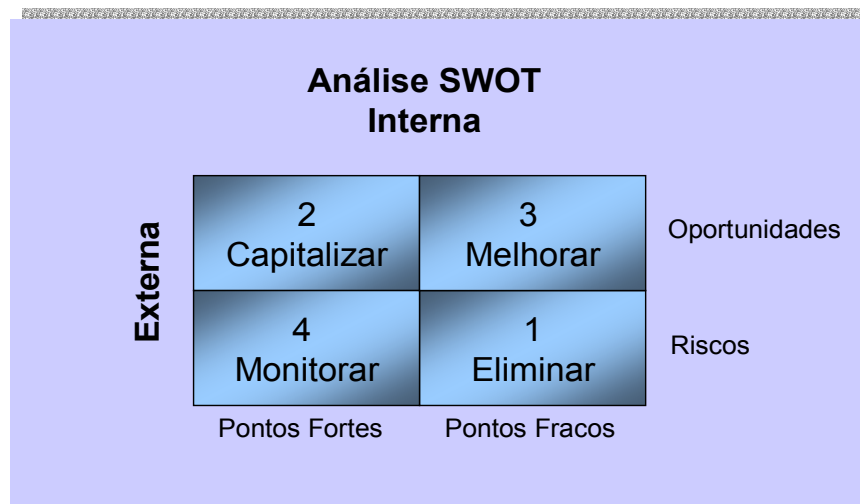 Análise SWOT
Interna
Externa
2
Capitalizar
3
Melhorar
Oportunidades
4
Monitorar
1
Eliminar
Riscos
Pontos Fortes
Pontos Fracos